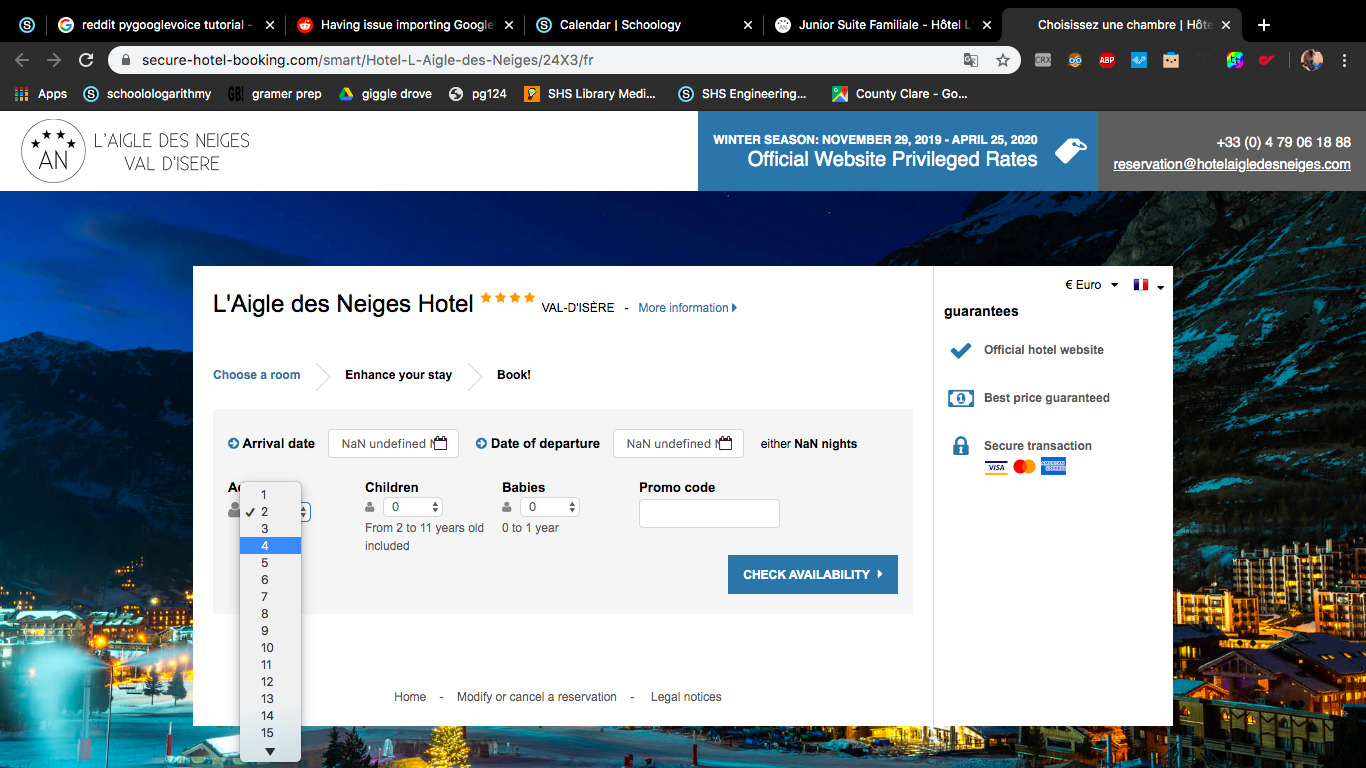 reddit pygooglevoice tutorial -
Having issue importing Google
Calendar | Schoology
Junior Suite Familiale - Hôtel L'
Choisissez une chambre | Hôte
secure-hotel-booking.com/smart/Hotel-L-Aigle-des-Neiges/24X3/fr
CRX
ABP
Apps
schoolologarithmy
GB!
gramer prep
giggle drove
pg124
SHS Library Medi...
SHS Engineering...
County Clare - Go...
AN
L'AIGLE DES NEIGES
VAL D'ISERE
WINTER SEASON: NOVEMBER 29, 2019 - APRIL 25, 2020
Official Website Privileged Rates
+33 (0) 4 79 06 18 88
reservation@hotelaigledesneiges.com
L'Aigle des Neiges Hotel
VAL-D'ISÈRE - More information
€ Euro
guarantees
Official hotel website
Best price guaranteed
Secure transaction
VISA
Choose a room
Enhance your stay
Book!
Arrival date
NaN undefined N
Date of departure
NaN undefined N
either NaN nights
Children
0
From 2 to 11 years old
included
Babies
0
0 to 1 year
Promo code
CHECK AVAILABILITY
1
2
3
4
5
6
7
8
9
10
11
12
13
14
15
Home - Modify or cancel a reservation - Legal notices